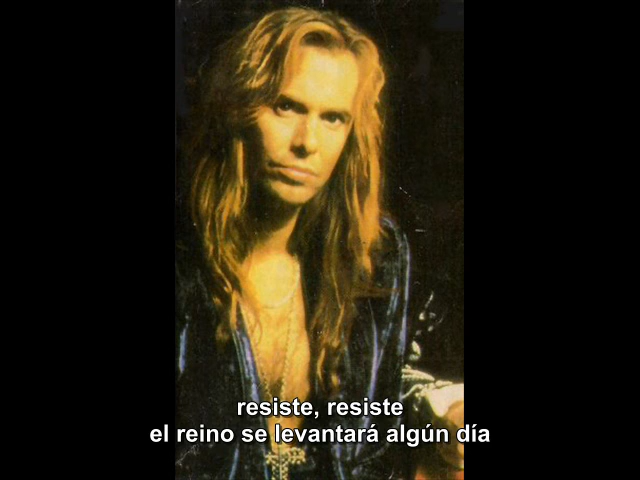 resiste, resiste
el reino se levantará algún día